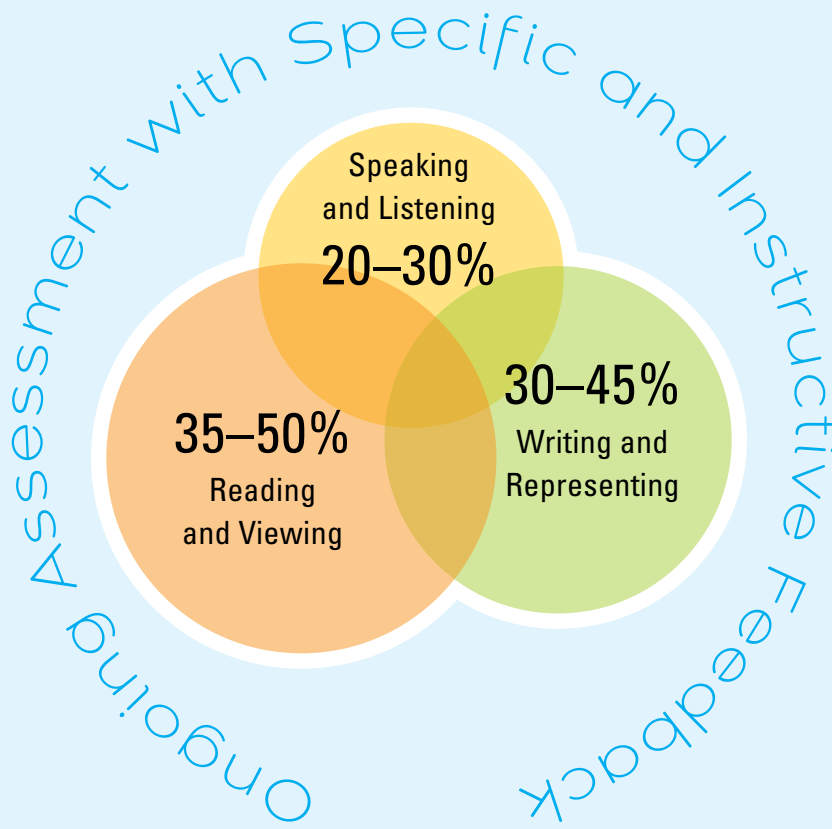 Ongoing Assessment with Specific and Instructive Feedback
Speaking
and Listening
20–30%
35–50%
Reading
and Viewing
30–45%
Writing and
Representing